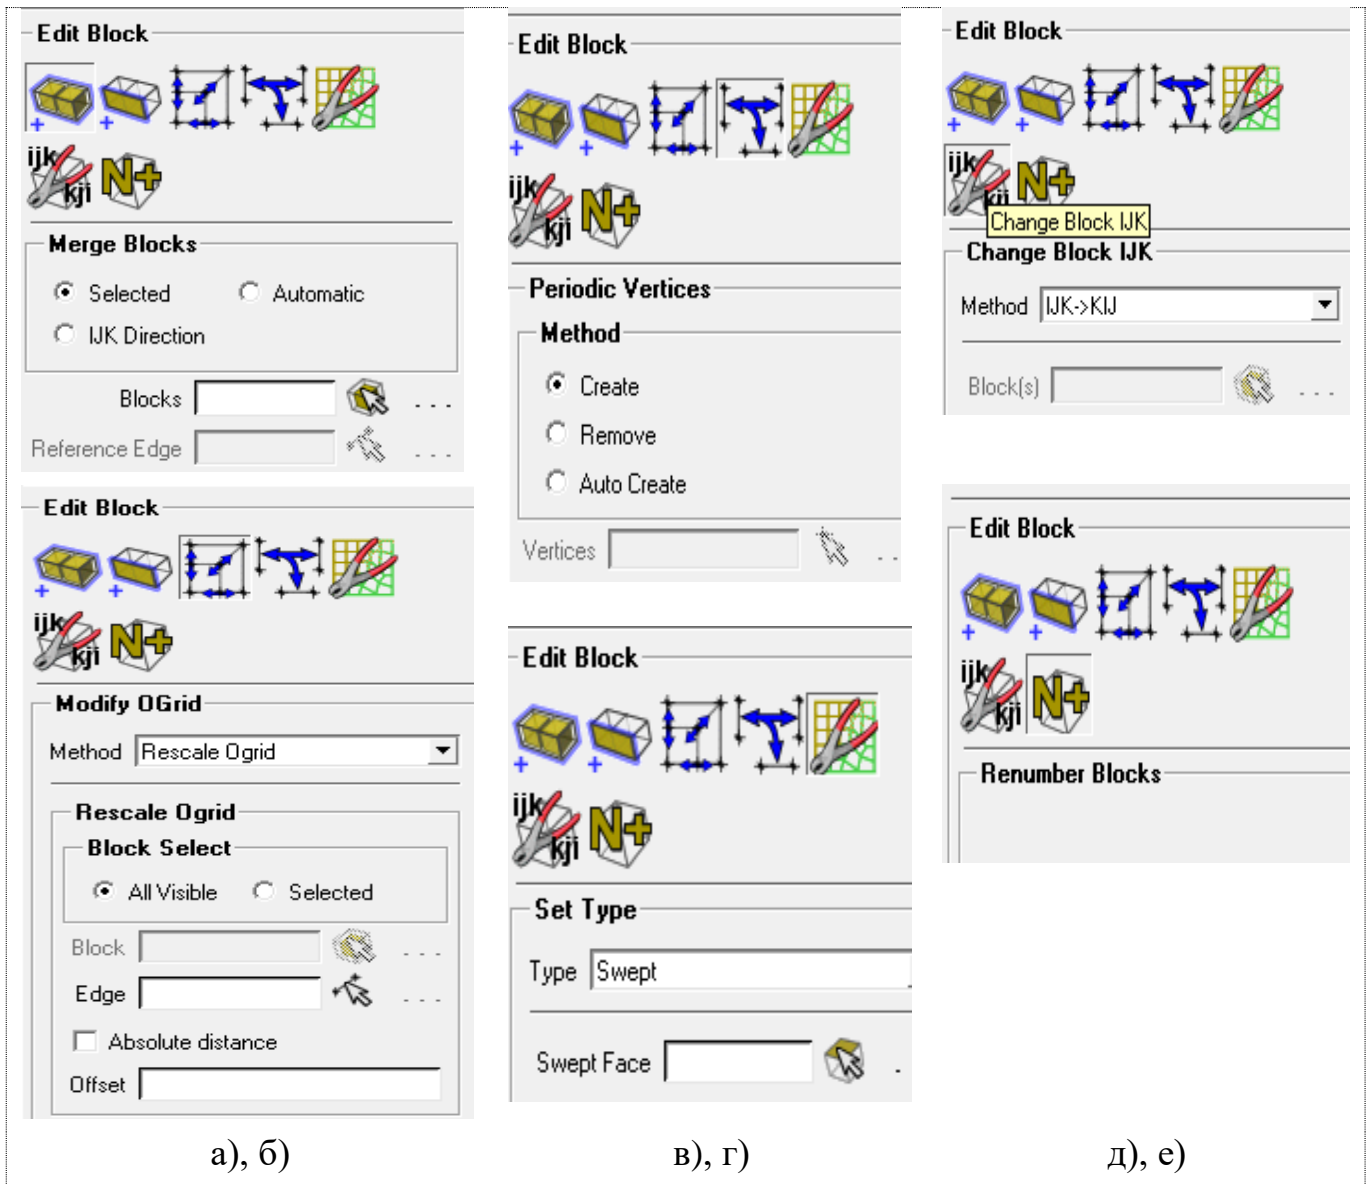 Edit Block
ijk
kji N+
Merge Blocks
Selected Automatic
IJK Direction
Blocks ...
Reference Edge ...
Edit Block
ijk
kji N+
Modify OGrid
Method Rescale Ogrid
Rescale Ogrid
Block Select
All Visible Selected
Block ...
Edge ...
Absolute distance
Offset
а), б)
Edit Block
ijk
kji N+
Periodic Vertices
Method
Create
Remove
Auto Create
Vertices ..
Edit Block
ijk
kji N+
Set Type
Type Swept
Swept Face .
в), г)
Edit Block
ijk
kji N+
Change Block IJK
Change Block IJK
Method IJK->KIJ
Block(s) ...
Edit Block
ijk
kji N+
Renumber Blocks
д), е)